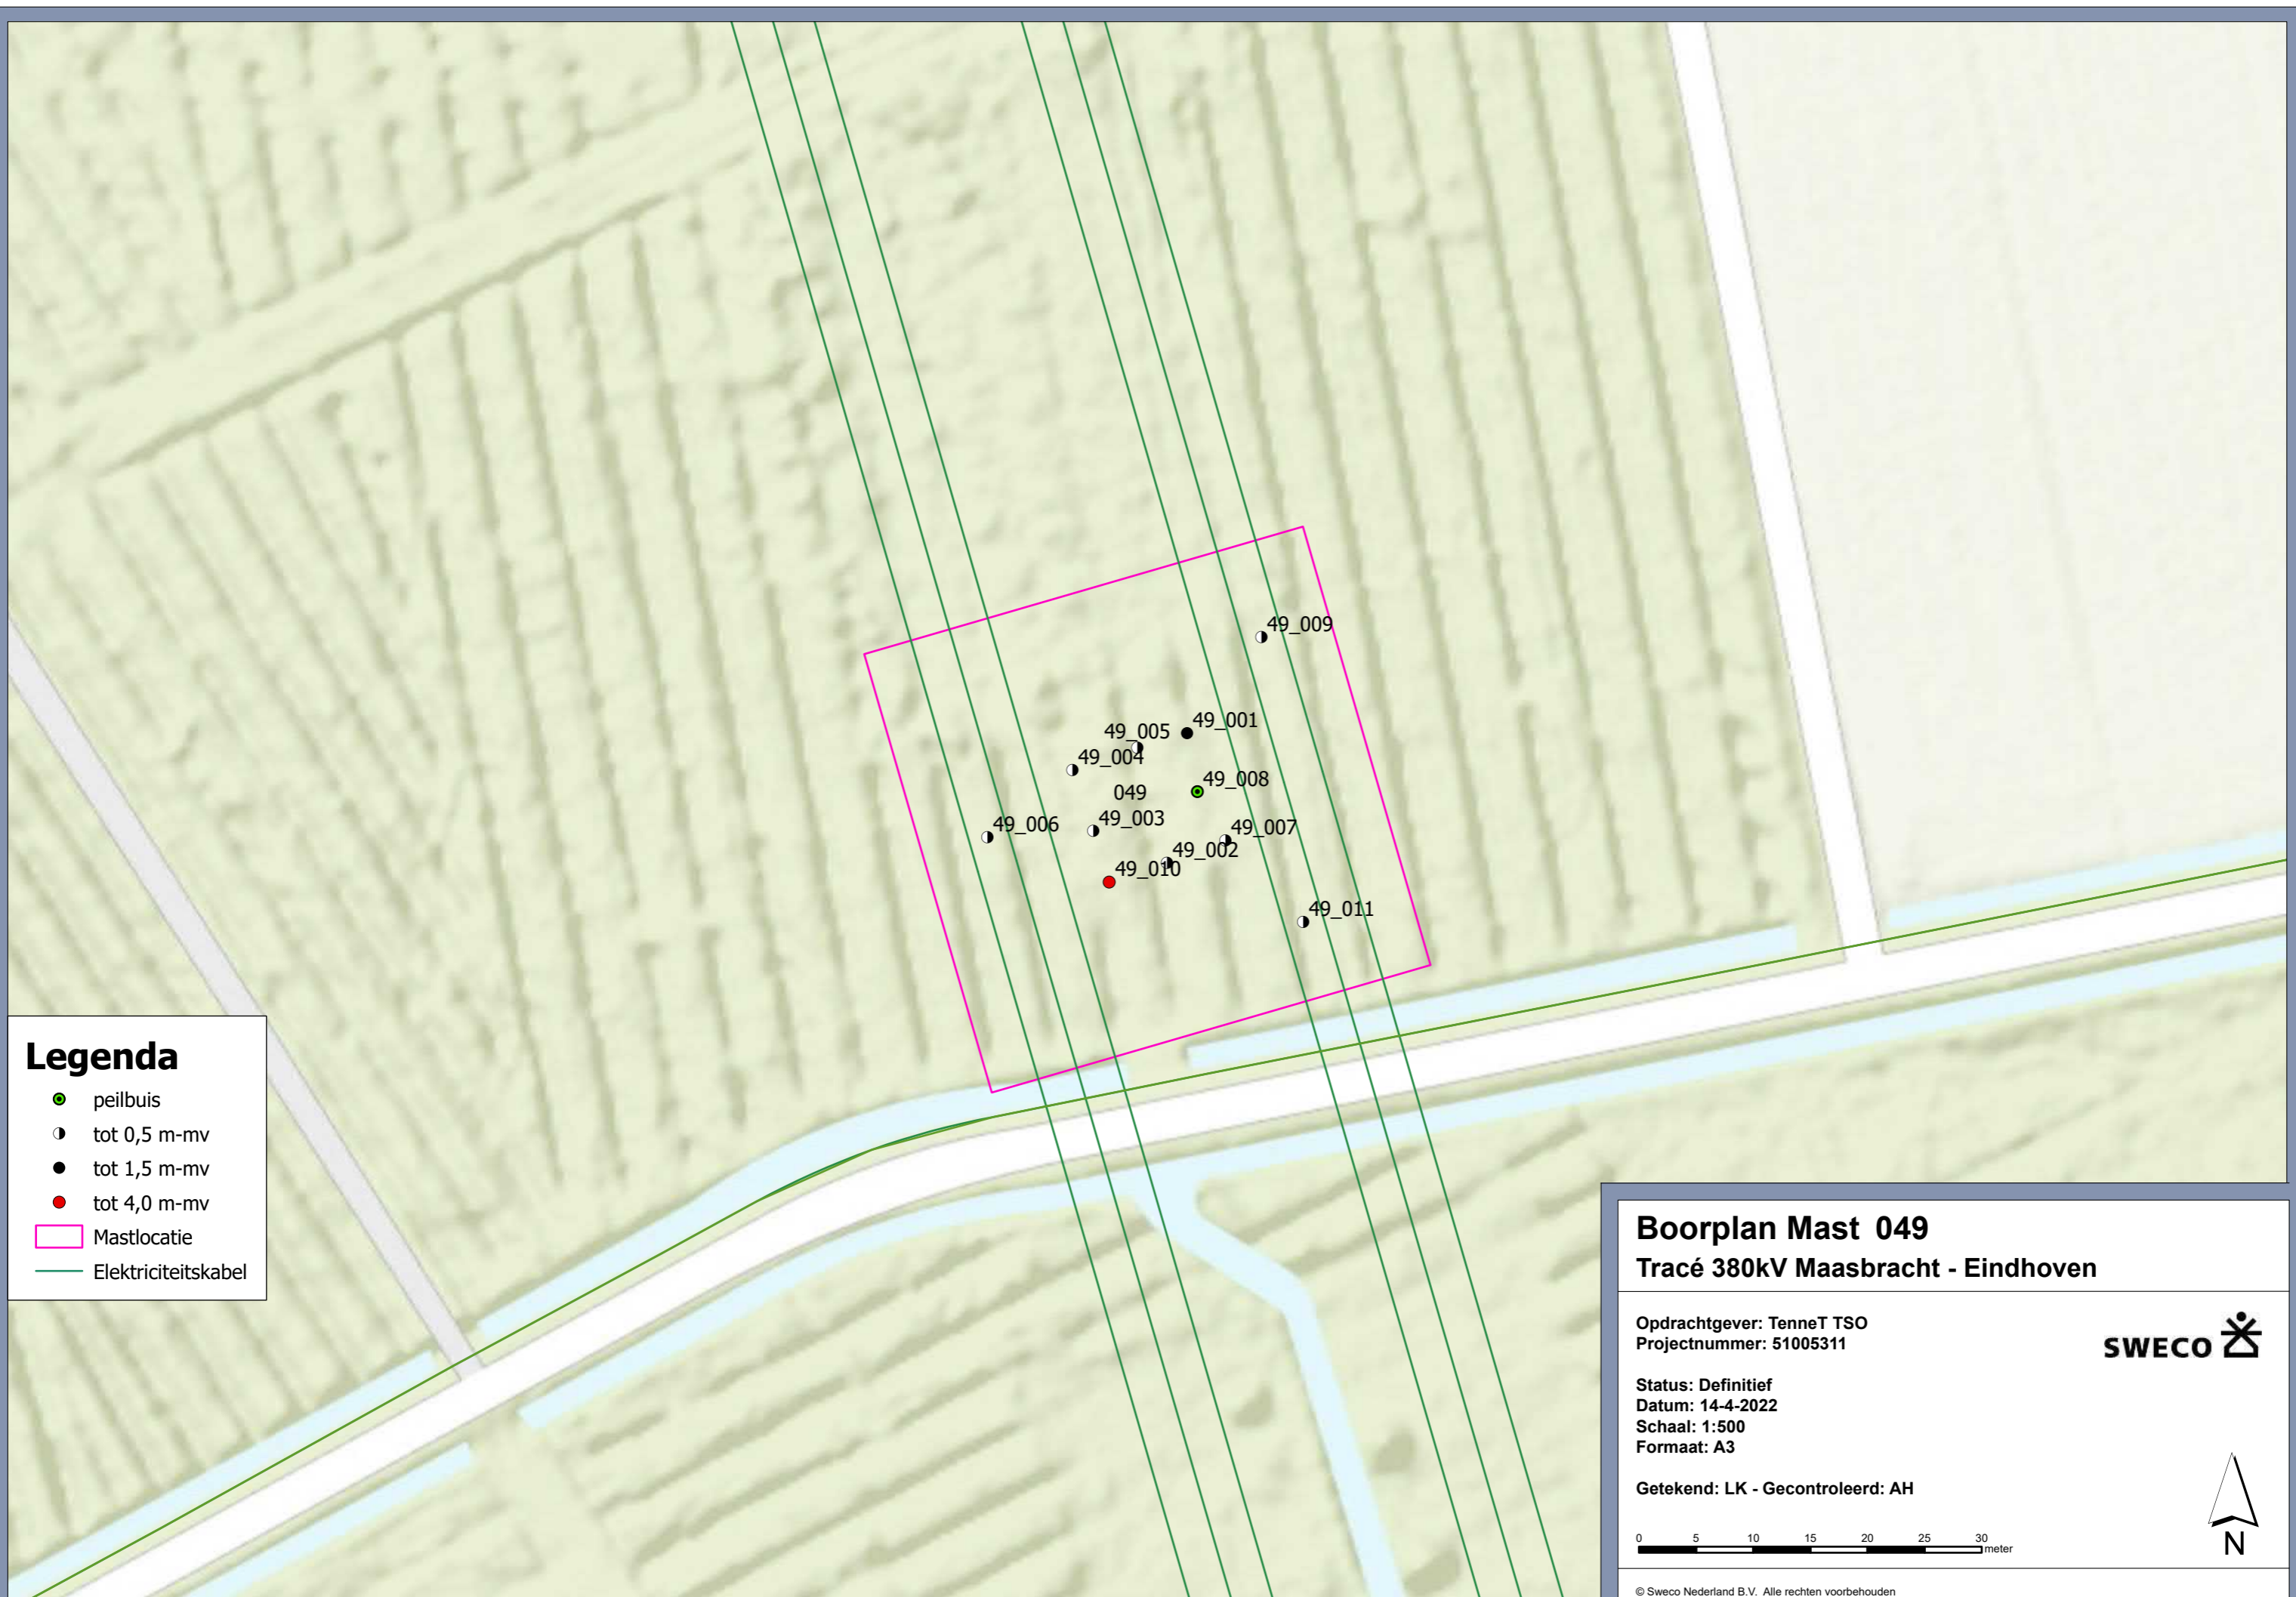 49_009
49_001
49_005
49_004
49_008
049
49_003
49_006
49_007
49_002
49_010
49_011
Legenda
peilbuis
tot 0,5 m-mv
tot 1,5 m-mv
tot 4,0 m-mv
Mastlocatie
Elektriciteitskabel
Boorplan Mast 049
Tracé 380kV Maasbracht - Eindhoven
Opdrachtgever: TenneT TSO
Projectnummer: 51005311
SWECO
Status: Definitief
Datum: 14-4-2022
Schaal: 1:500
Formaat: A3
Getekend: LK - Gecontroleerd: AH
0 5 10 15 20 25 30
meter
N
© Sweco Nederland B.V. Alle rechten voorbehouden